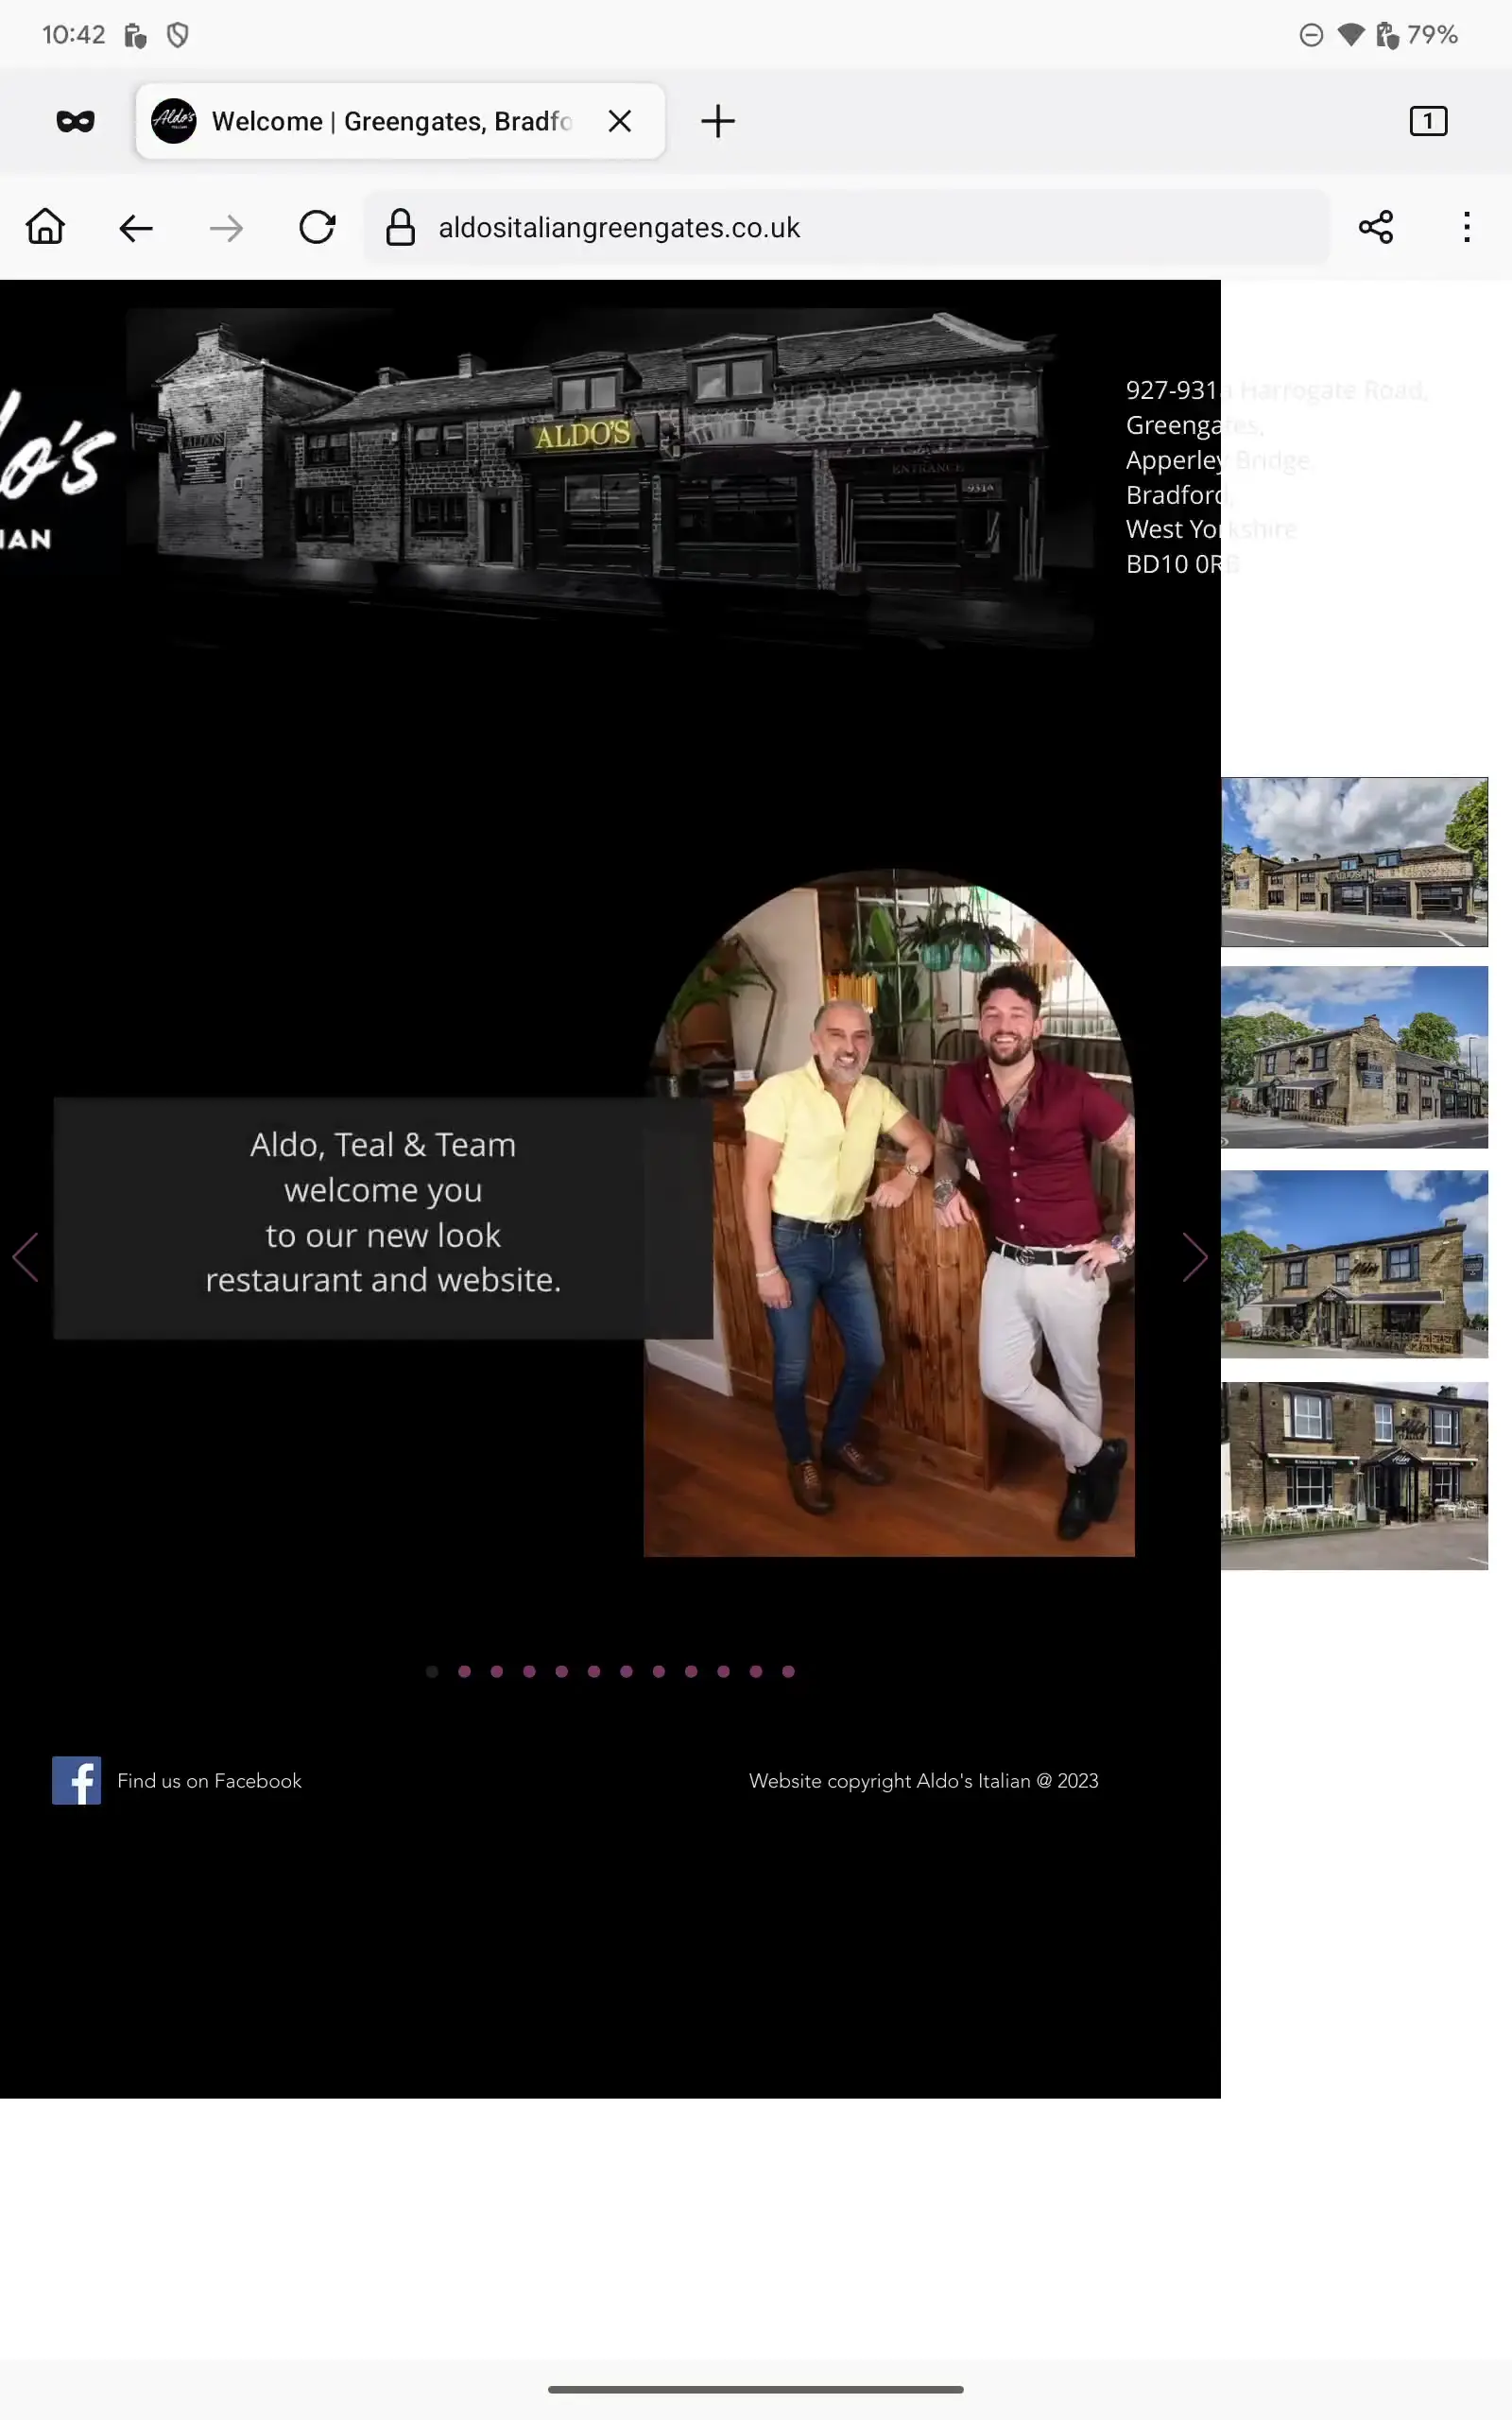 10:42
79%
Welcome | Greengates, Bradfo
1
aldositaliangreengates.co.uk
ALDO'S
ENTRANCE
931A
lo's
IAN
927-931a Harrogate Road,
Greengates,
Apperley Bridge
Bradford,
West Yorkshire
BD10 0RB
Aldo, Teal & Team
welcome you
to our new look
restaurant and website.
Find us on Facebook
Website copyright Aldo's Italian @ 2023